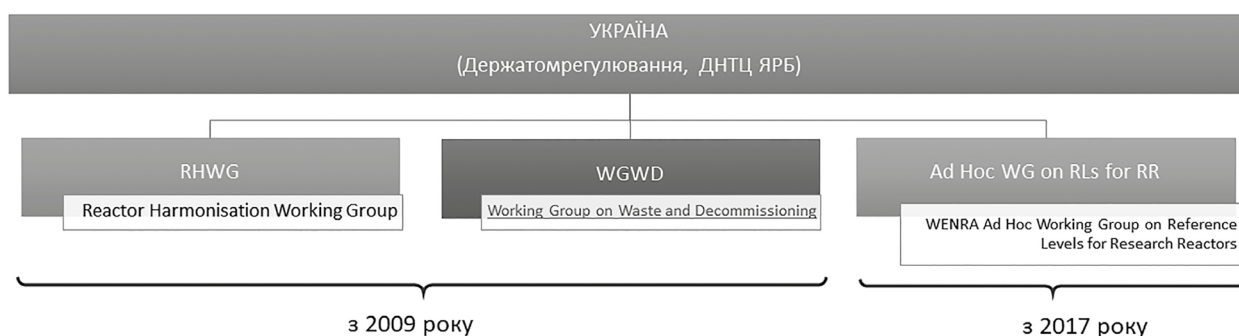 УКРАЇНА
(Держатомрегулювання, ДНТЦ ЯРБ)
RHWG
Reactor Harmonisation Working Group
WGWD
Working Group on Waste and Decommissioning
Ad Hoc WG on RLs for RR
WENRA Ad Hoc Working Group on Reference
Levels for Research Reactors
з 2009 року
з 2017 року